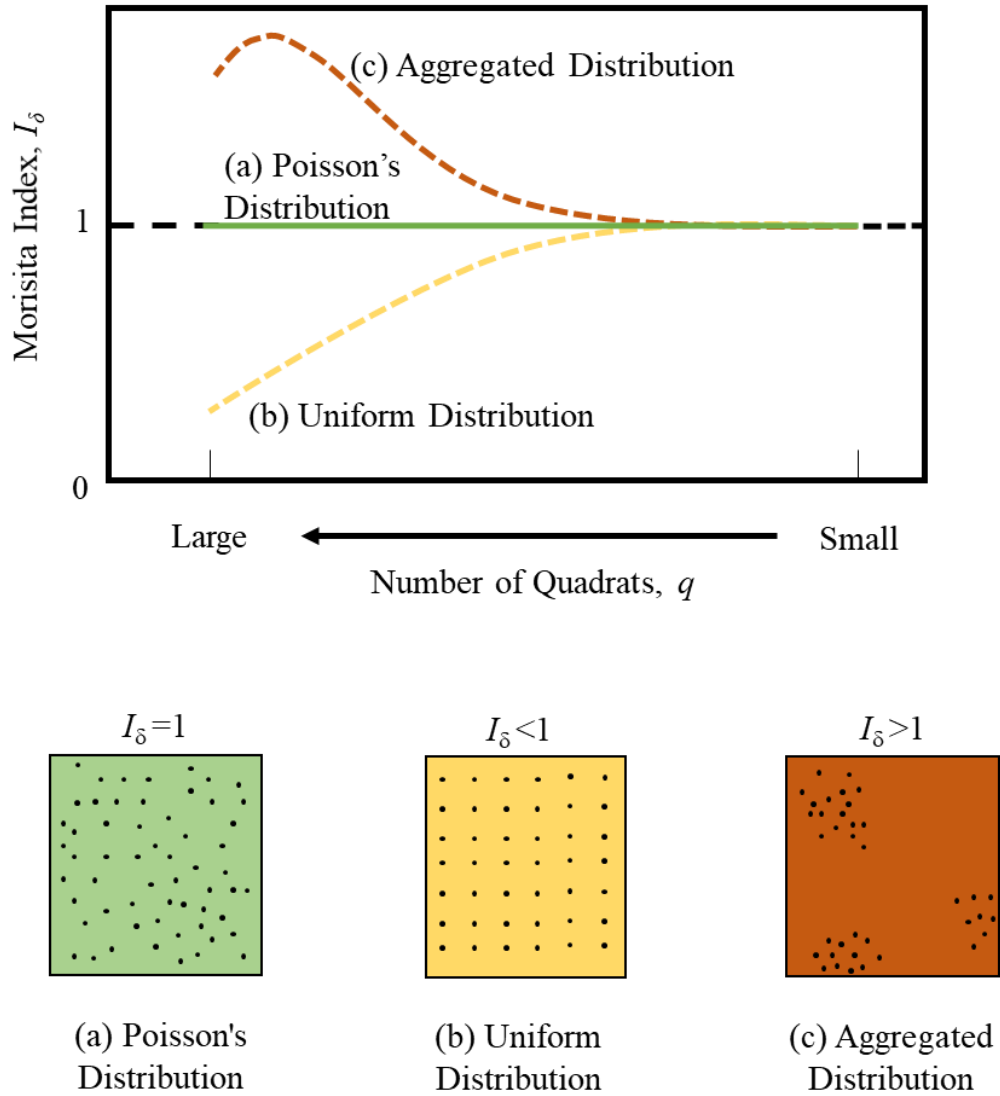 (c) Aggregated Distribution
(a) Poisson's
Distribution
Morisita Index, Iδ
1
(b) Uniform Distribution
0
Large
Small
Number of Quadrats, q
Iδ=1
Iδ<1
Iδ>1
(a) Poisson's
Distribution
(b) Uniform
Distribution
(c) Aggregated
Distribution